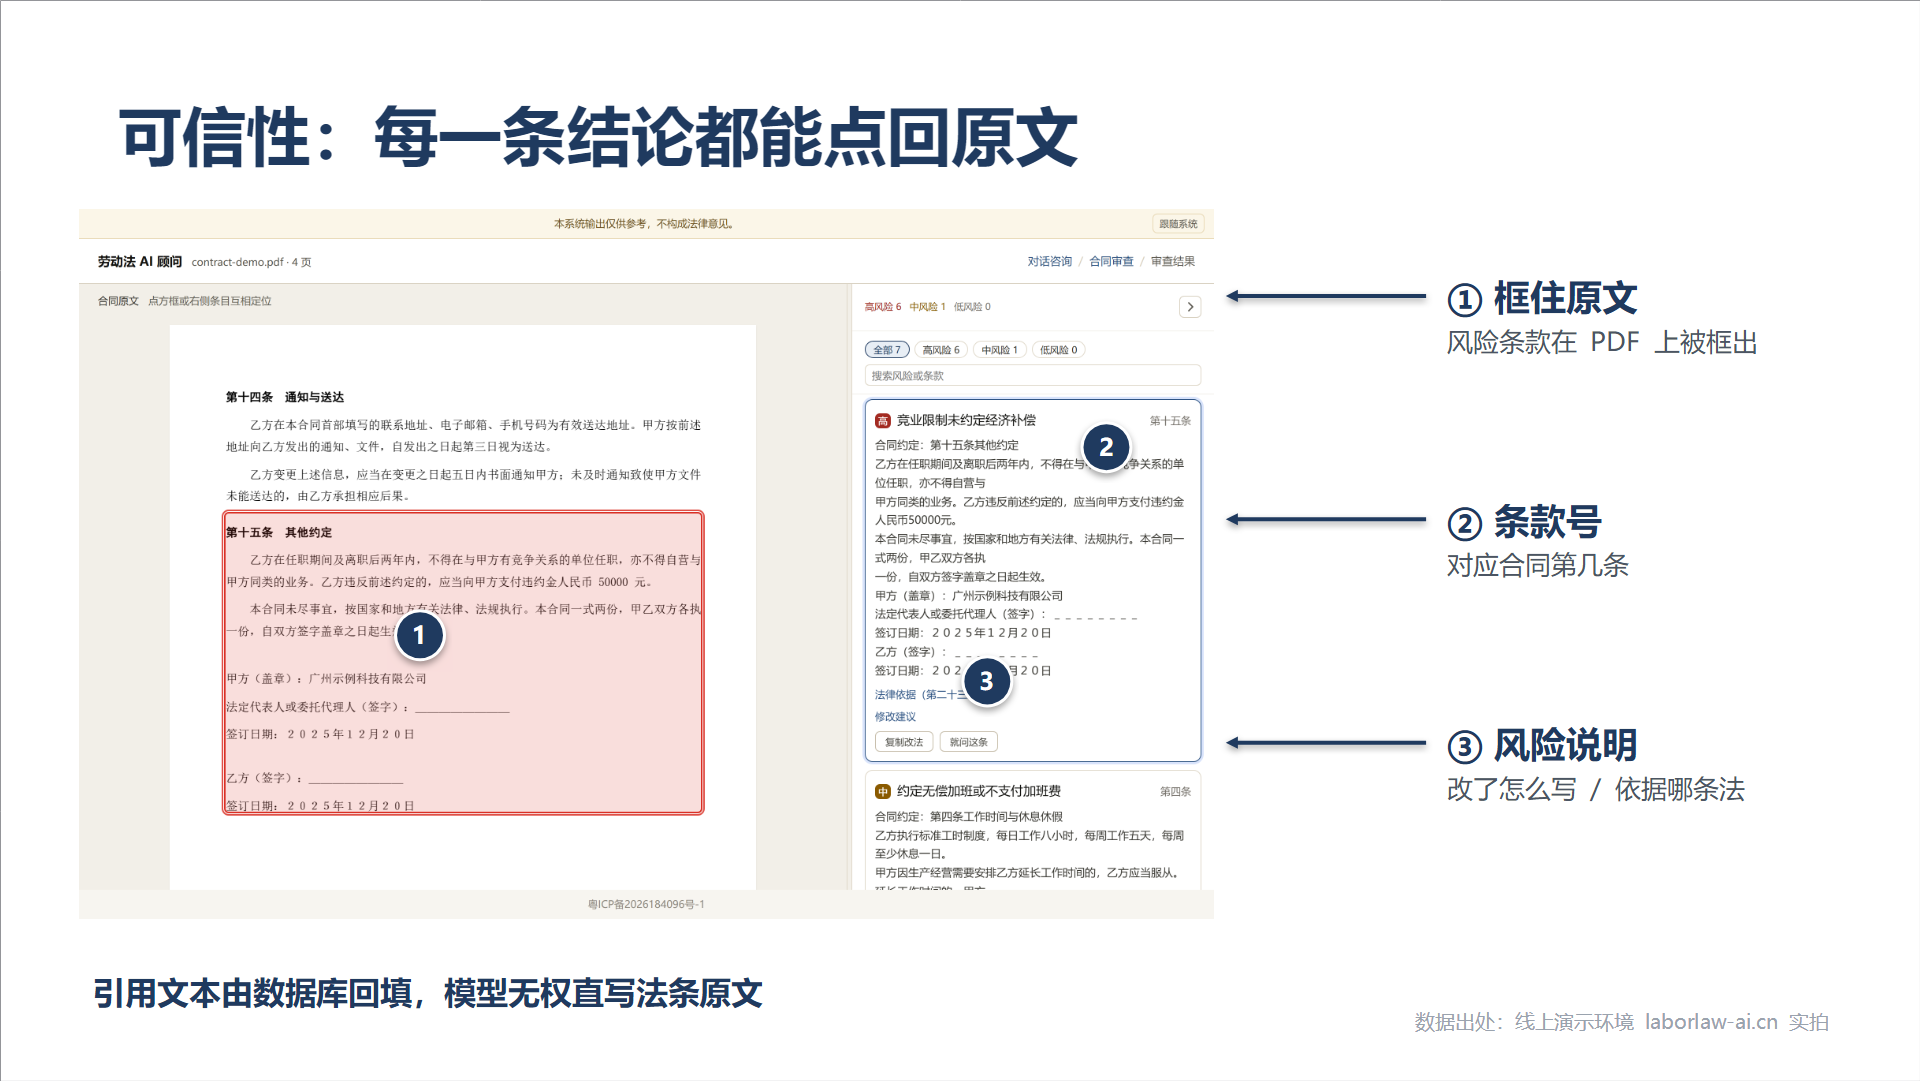 可信性：每一条结论都能点回原文
本系统输出仅供参考，不构成法律意见。
跟随系统
劳动法 AI 顾问 contract-demo.pdf · 4 页
对话咨询 / 合同审查 / 审查结果
合同原文 点方框或右侧条目互相定位
第十四条 通知与送达
乙方在本合同首部填写的联系地址、电子邮箱、手机号码为有效送达地址。甲方按前述
地址向乙方发出的通知、文件，自发出之日起第三日视为送达。
乙方变更上述信息，应当在变更之日起五日内书面通知甲方；未及时通知致使甲方文件
未能送达的，由乙方承担相应后果。
第十五条 其他约定
乙方在任职期间及离职后两年内，不得在与甲方有竞争关系的单位任职，亦不得自营与
甲方同类的业务。乙方违反前述约定的，应当向甲方支付违约金人民币 50000 元。
本合同未尽事宜，按国家和地方有关法律、法规执行。本合同一式两份，甲乙双方各执
一份，自双方签字盖章之日起生
1
甲方（盖章）：广州示例科技有限公司
法定代表人或委托代理人（签字）：________________
签订日期：２０２５年１２月２０日
乙方（签字）：________________
签订日期：２０２５年１２月２０日
高风险 6 中风险 1 低风险 0
>
全部 7 高风险 6 中风险 1 低风险 0
搜索风险或条款
高 竞业限制未约定经济补偿 第十五条
2
合同约定：第十五条其他约定
乙方在任职期间及离职后两年内，不得在与 争关系的单
位任职，亦不得自营与
甲方同类的业务。乙方违反前述约定的，应当向甲方支付违约金
人民币50000元。
本合同未尽事宜，按国家和地方有关法律、法规执行。本合同一
式两份，甲乙双方各执
一份，自双方签字盖章之日起生效。
甲方（盖章）：广州示例科技有限公司
法定代表人或委托代理人（签字）：＿＿＿＿＿＿＿＿
签订日期：２０２５年１２月２０日
乙方（签字）：＿＿＿＿＿＿＿＿
签订日期：２０２ 月２０日
3
法律依据（第二十三
修改建议
复制改法 就问这条
中 约定无偿加班或不支付加班费 第四条
合同约定：第四条工作时间与休息休假
乙方执行标准工时制度，每日工作八小时，每周工作五天，每周
至少休息一日。
甲方因生产经营需要安排乙方延长工作时间的，乙方应当服从。
粤ICP备2026184096号-1
① 框住原文
风险条款在 PDF 上被框出
② 条款号
对应合同第几条
③ 风险说明
改了怎么写 / 依据哪条法
引用文本由数据库回填，模型无权直写法条原文
数据出处：线上演示环境 laborlaw-ai.cn 实拍